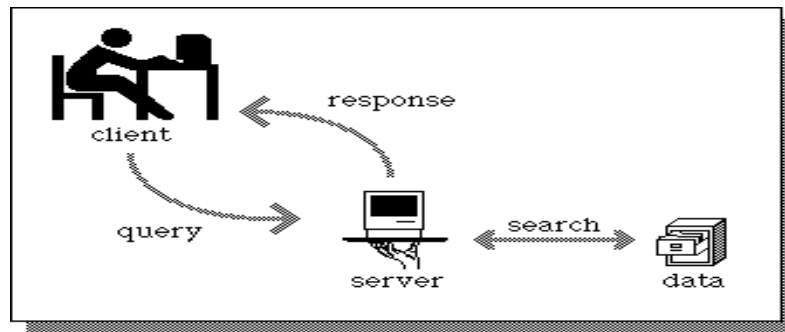 response
client
search
query
server
data